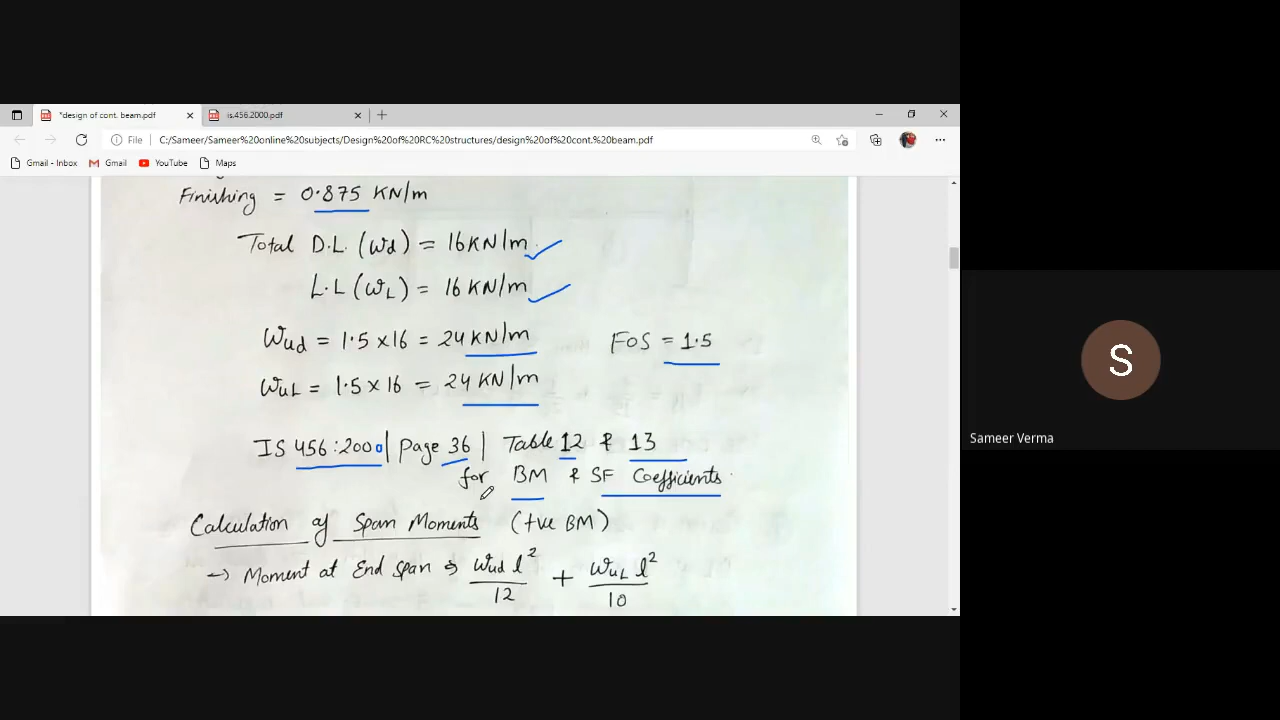 *design of cont. beam.pdf
is.456.2000.pdf
File C:/Sameer/Sameer%20online%20subjects/Design%20of%20RC%20structures/design%20of%20cont.%20beam.pdf
Gmail - Inbox Gmail YouTube Maps
Finishing = 0.875 KN/m
Total D.L. (Wd) = 16KN/m
L.L (WL) = 16 KN/m
Wud = 1.5 x 16 = 24 KN/m FOS = 1.5
WuL = 1.5 x 16 = 24 KN/m
IS 456:2000 | Page 36 | Table 12 & 13
for BM & SF Coefficients
Calculation of Span Moments (+ve BM)
→ Moment at End span ⇒ Wud l²/12 + WuL l²/10
S
Sameer Verma